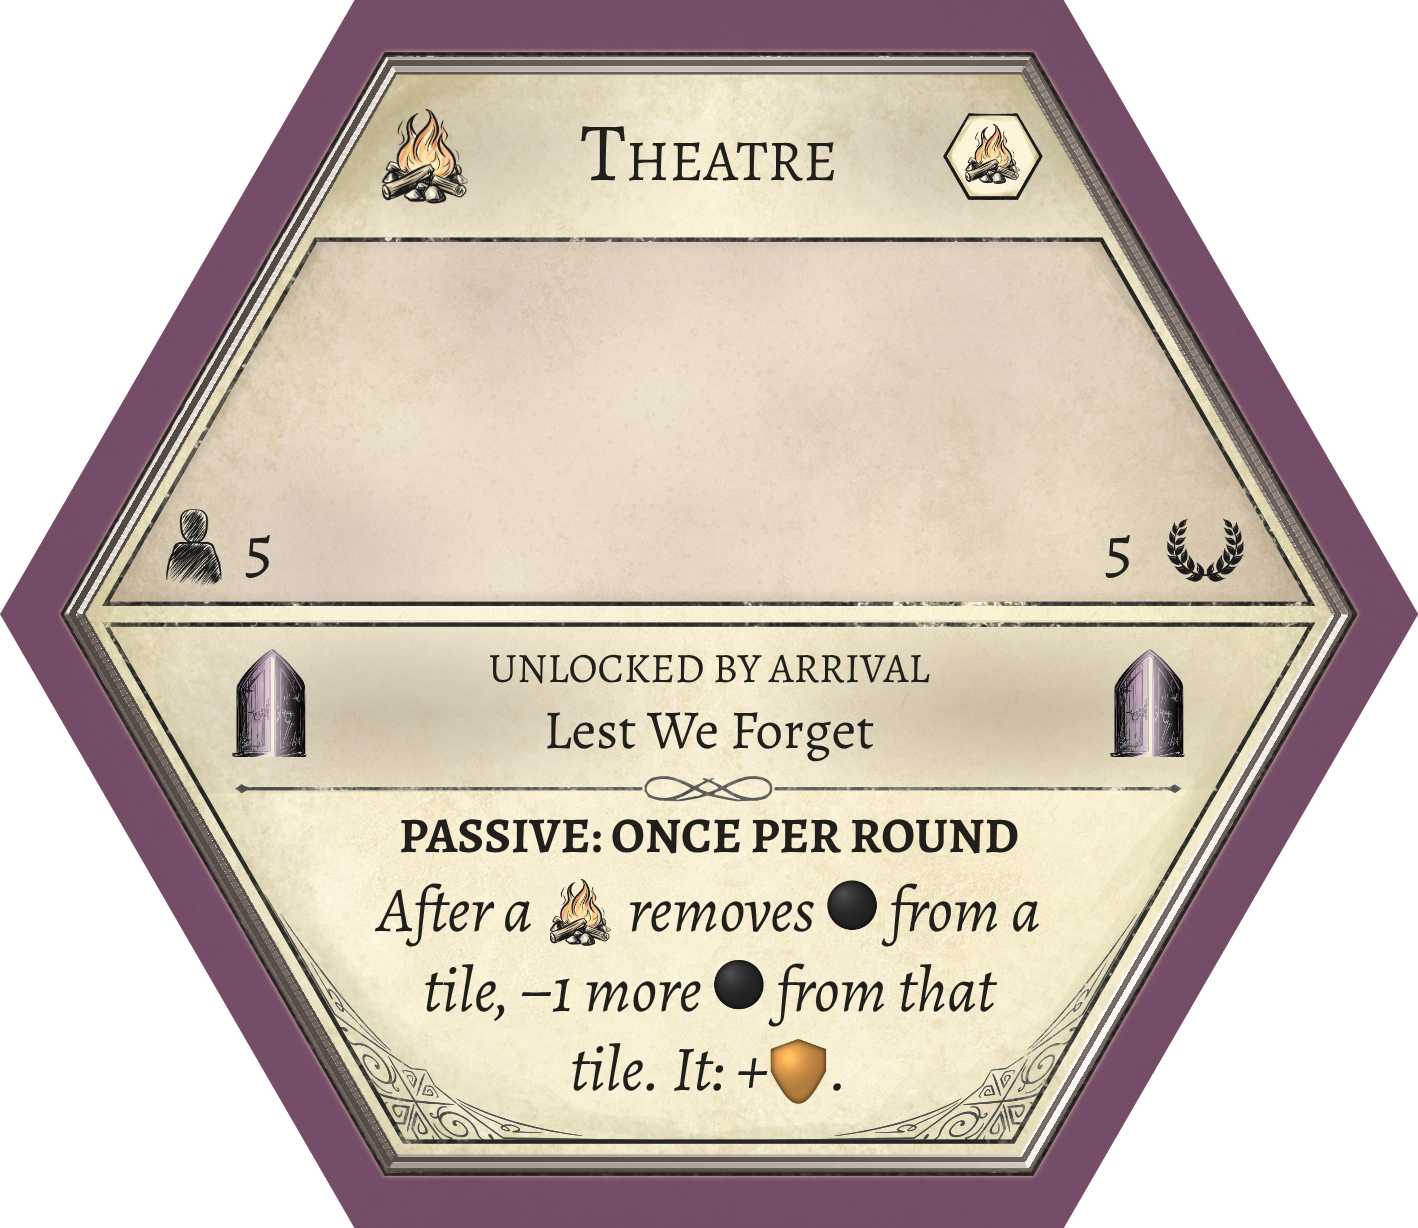 Theatre
5
5
UNLOCKED BY ARRIVAL
Lest We Forget
PASSIVE: ONCE PER ROUND
After a removes from a
tile, –1 more from that
tile. It: + .